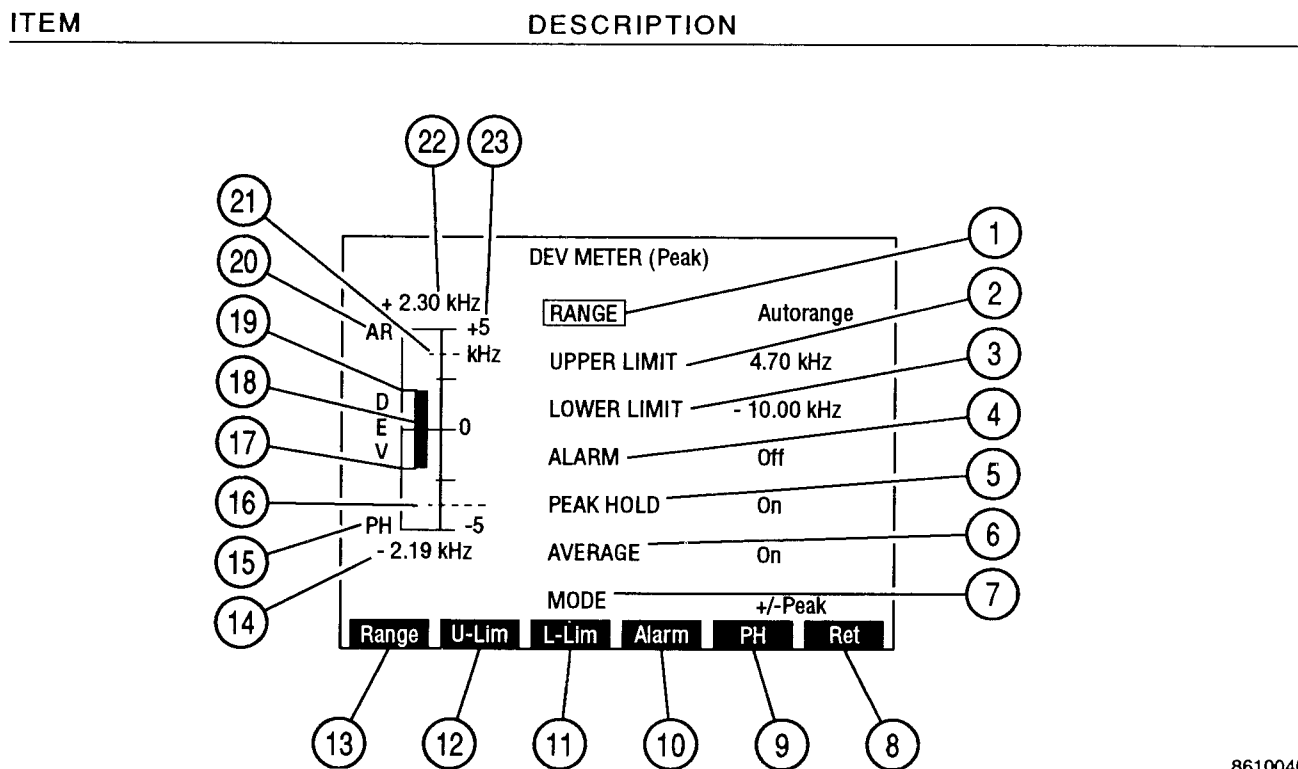 ITEM DESCRIPTION
22 23
21
20
19
18
17
16
15
14
DEV METER (Peak)
+ 2.30 kHz
AR +5
kHz
D
E 0
V
PH -5
- 2.19 kHz
RANGE Autorange
UPPER LIMIT 4.70 kHz
LOWER LIMIT - 10.00 kHz
ALARM Off
PEAK HOLD On
AVERAGE On
MODE +/-Peak
1
2
3
4
5
6
7
Range U-Lim L-Lim Alarm PH Ret
13 12 11 10 9 8